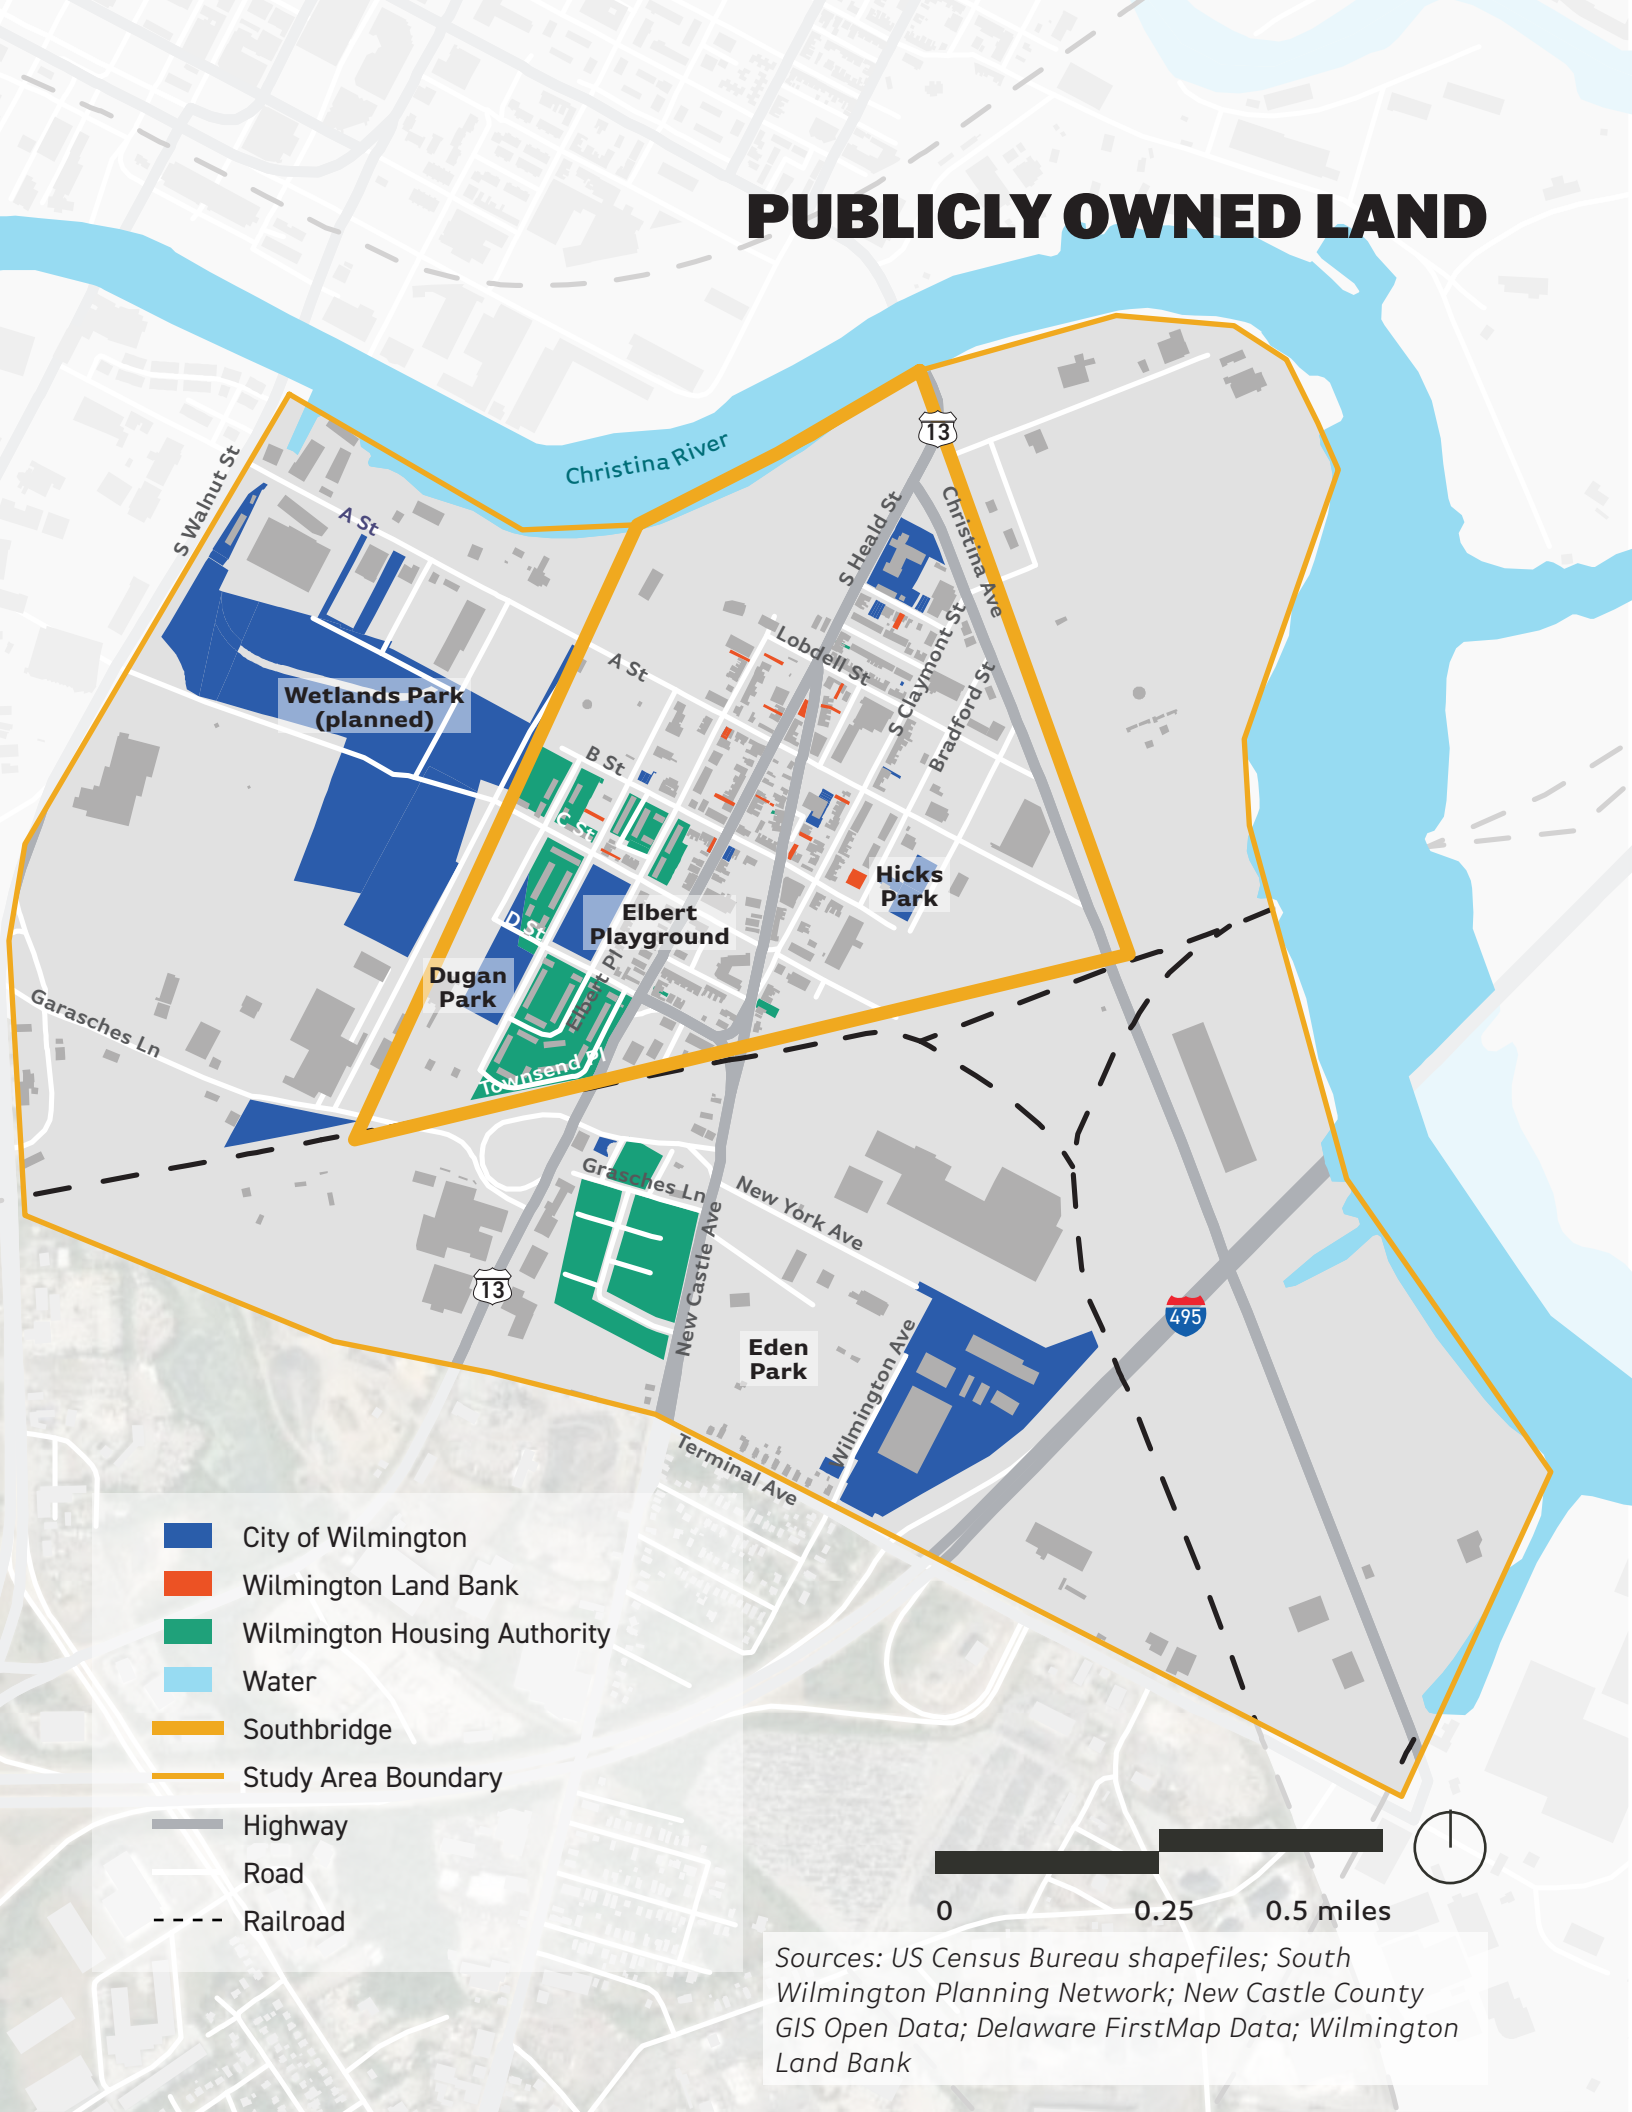 PUBLICLY OWNED LAND
Christina River
13
S Walnut St
A St
S Heald St
Christina Ave
Lobdell St
A St
S Claymont St
Bradford St
Wetlands Park
(planned)
B St
C St
Hicks
Park
Elbert
Playground
D St
Dugan
Park
Elbert Pl
Garasches Ln
Townsend Pl
Grasches Ln
New York Ave
New Castle Ave
13
495
Eden
Park
Wilmington Ave
Terminal Ave
City of Wilmington
Wilmington Land Bank
Wilmington Housing Authority
Water
Southbridge
Study Area Boundary
Highway
Road
Railroad
0 0.25 0.5 miles
Sources: US Census Bureau shapefiles; South
Wilmington Planning Network; New Castle County
GIS Open Data; Delaware FirstMap Data; Wilmington
Land Bank